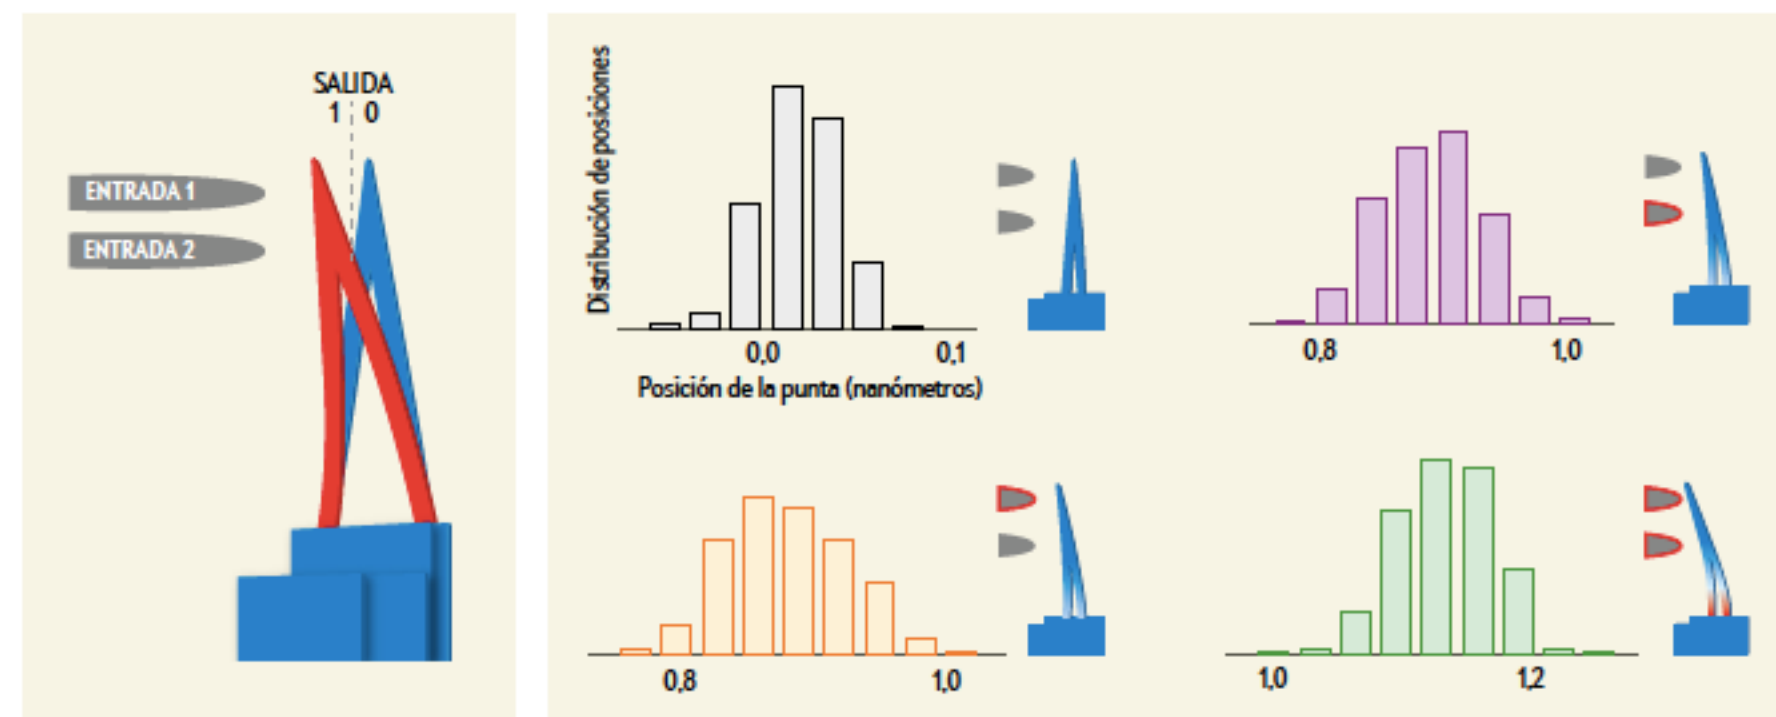 SALIDA
1 0
ENTRADA 1
ENTRADA 2
Distribución de posiciones
0,0 0,1
Posición de la punta (nanómetros)
0,8 1,0
0,8 1,0
1,0 1,2